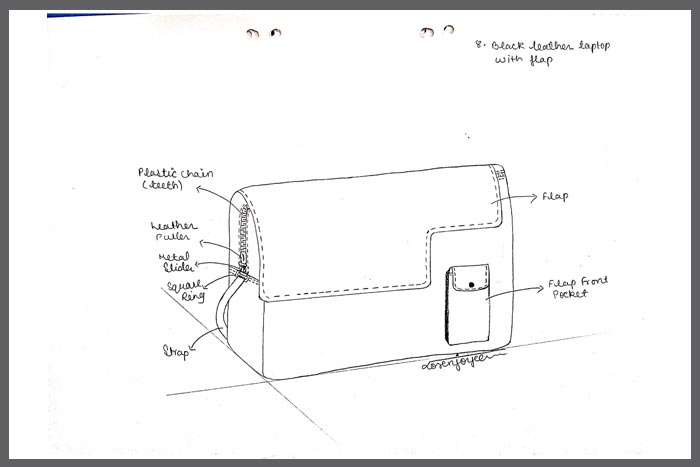 8. Black leather laptop
with flap
Plastic chain
(teeth)
Leather
Puller
Metal
Slider
Square
Ring
Strap
Flap
Flap Front
Pocket